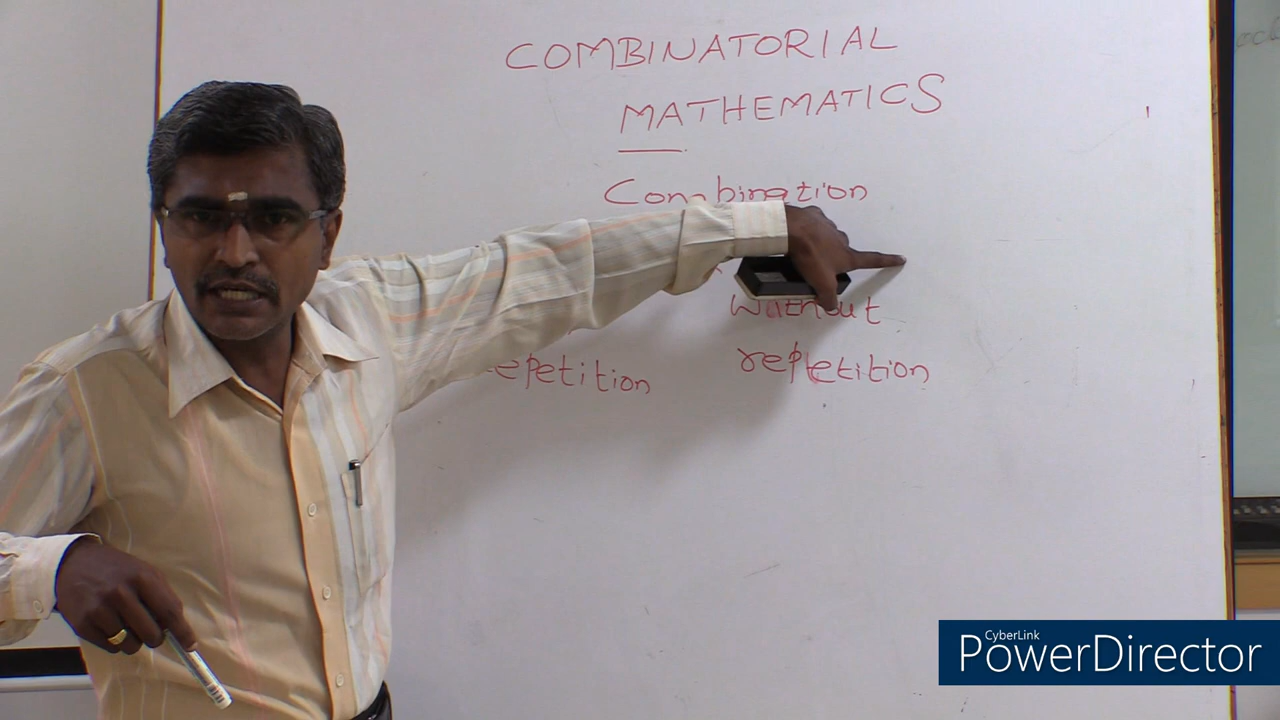 COMBINATORIAL
MATHEMATICS
Combination
Without
repetition
repetition
CyberLink
PowerDirector